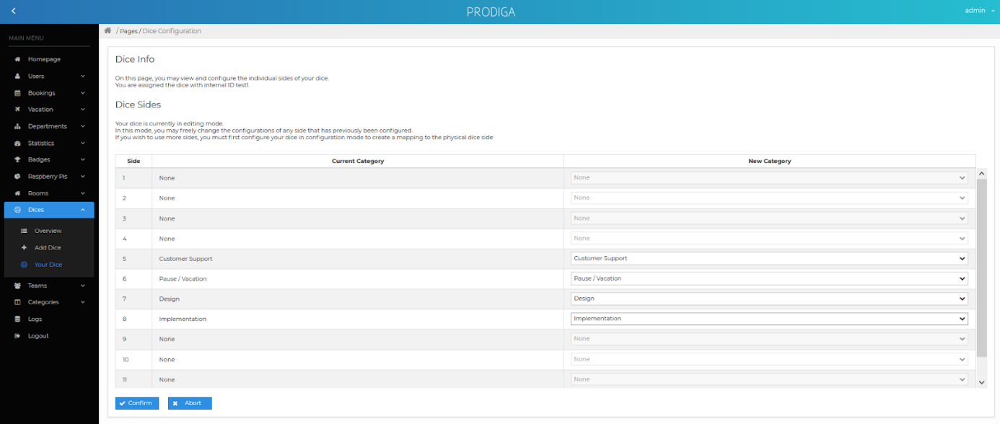 PRODIGA
admin
MAIN MENU
Homepage
Users
Bookings
Vacation
Departments
Statistics
Badges
Raspberry Pis
Rooms
Dices
Overview
Add Dice
Your Dice
Teams
Categories
Logs
Logout
/ Pages / Dice Configuration
Dice Info
On this page, you may view and configure the individual sides of your dice.
You are assigned the dice with internal ID test1.
Dice Sides
Your dice is currently in editing mode.
In this mode, you may freely change the configurations of any side that has previously been configured.
If you wish to use more sides, you must first configure your dice in configuration mode to create a mapping to the physical dice side
Side Current Category New Category
1 None None
2 None None
3 None None
4 None None
5 Customer Support Customer Support
6 Pause / Vacation Pause / Vacation
7 Design Design
8 Implementation Implementation
9 None None
10 None None
11 None None
Confirm Abort